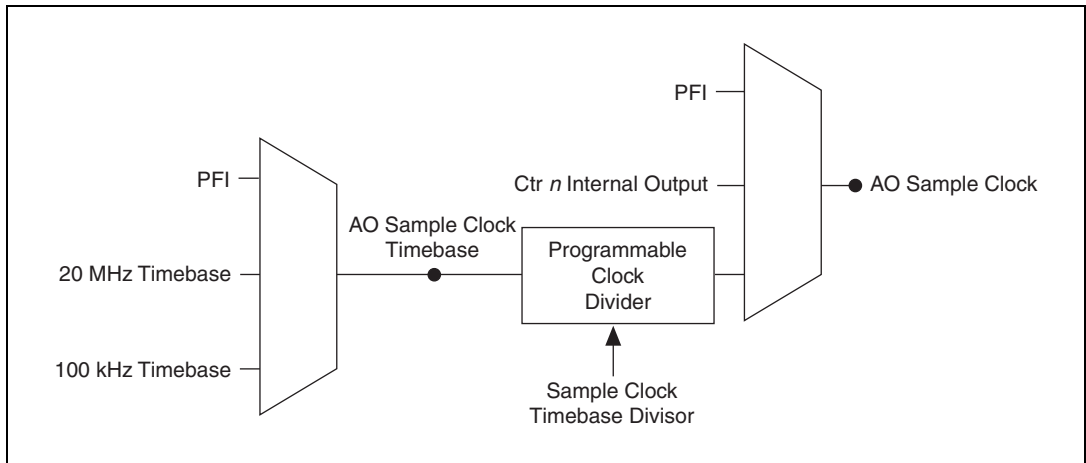 PFI
20 MHz Timebase
100 kHz Timebase
AO Sample Clock
Timebase
Programmable
Clock
Divider
Sample Clock
Timebase Divisor
PFI
Ctr n Internal Output
AO Sample Clock